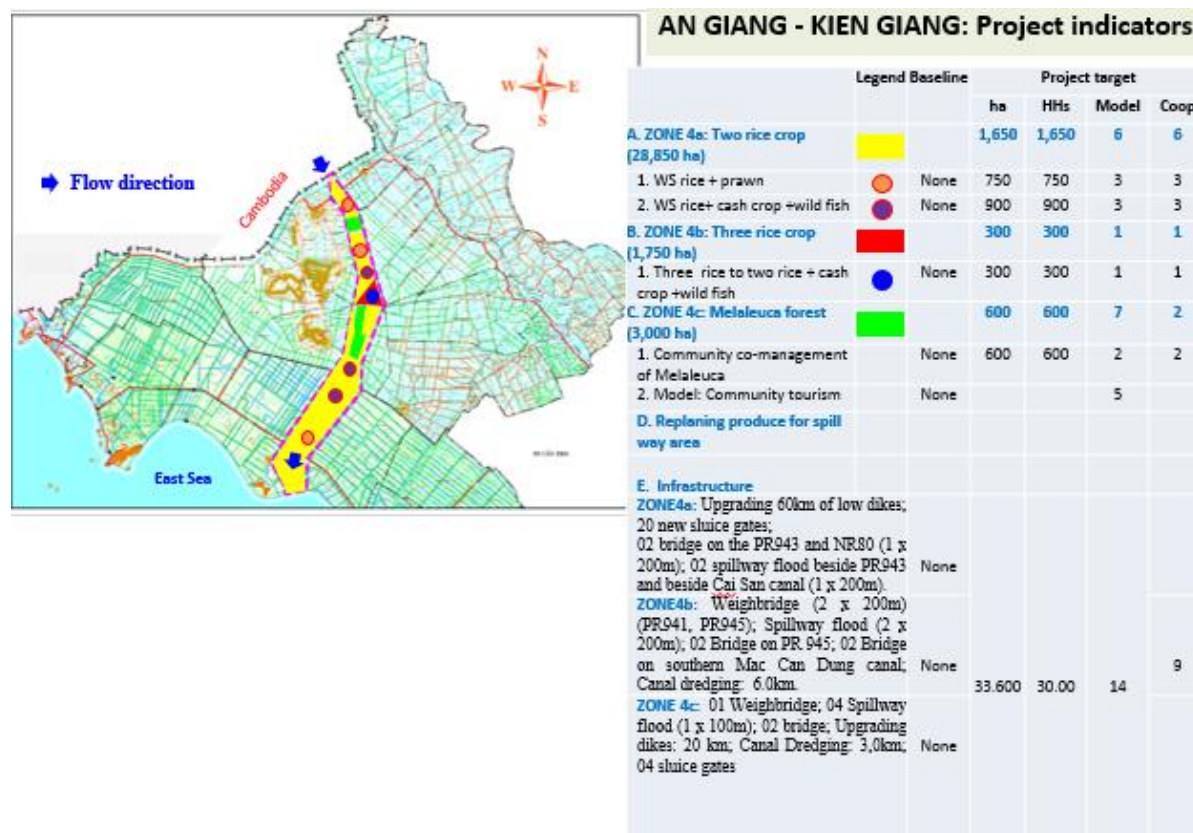 AN GIANG - KIEN GIANG: Project indicators
N
W E
S
Flow direction
Cambodia
East Sea
Legend Baseline Project target
ha HHs Model Coop
A. ZONE 4a: Two rice crop 1,650 1,650 6 6
(28,850 ha)
1. WS rice + prawn None 750 750 3 3
2. WS rice+ cash crop +wild fish None 900 900 3 3
B. ZONE 4b: Three rice crop 300 300 1 1
(1,750 ha)
1. Three rice to two rice + cash None 300 300 1 1
crop +wild fish
C. ZONE 4c: Melaleuca forest 600 600 7 2
(3,000 ha)
1. Community co-management None 600 600 2 2
of Melaleuca
2. Model: Community tourism None 5
D. Replaning produce for spill
way area
E. Infrastructure
ZONE4a: Upgrading 60km of low dikes;
20 new sluice gates;
02 bridge on the PR943 and NR80 (1 x
200m); 02 spillway flood beside PR943 None
and beside Cai San canal (1 x 200m).
ZONE4b: Weighbridge (2 x 200m)
(PR941, PR945); Spillway flood (2 x
200m); 02 Bridge on PR 945; 02 Bridge
on southern Mac Can Dung canal; None 9
Canal dredging: 6.0km. 33.600 30.00 14
ZONE 4c: 01 Weighbridge; 04 Spillway
flood (1 x 100m); 02 bridge; Upgrading
dikes: 20 km; Canal Dredging: 3,0km; None
04 sluice gates